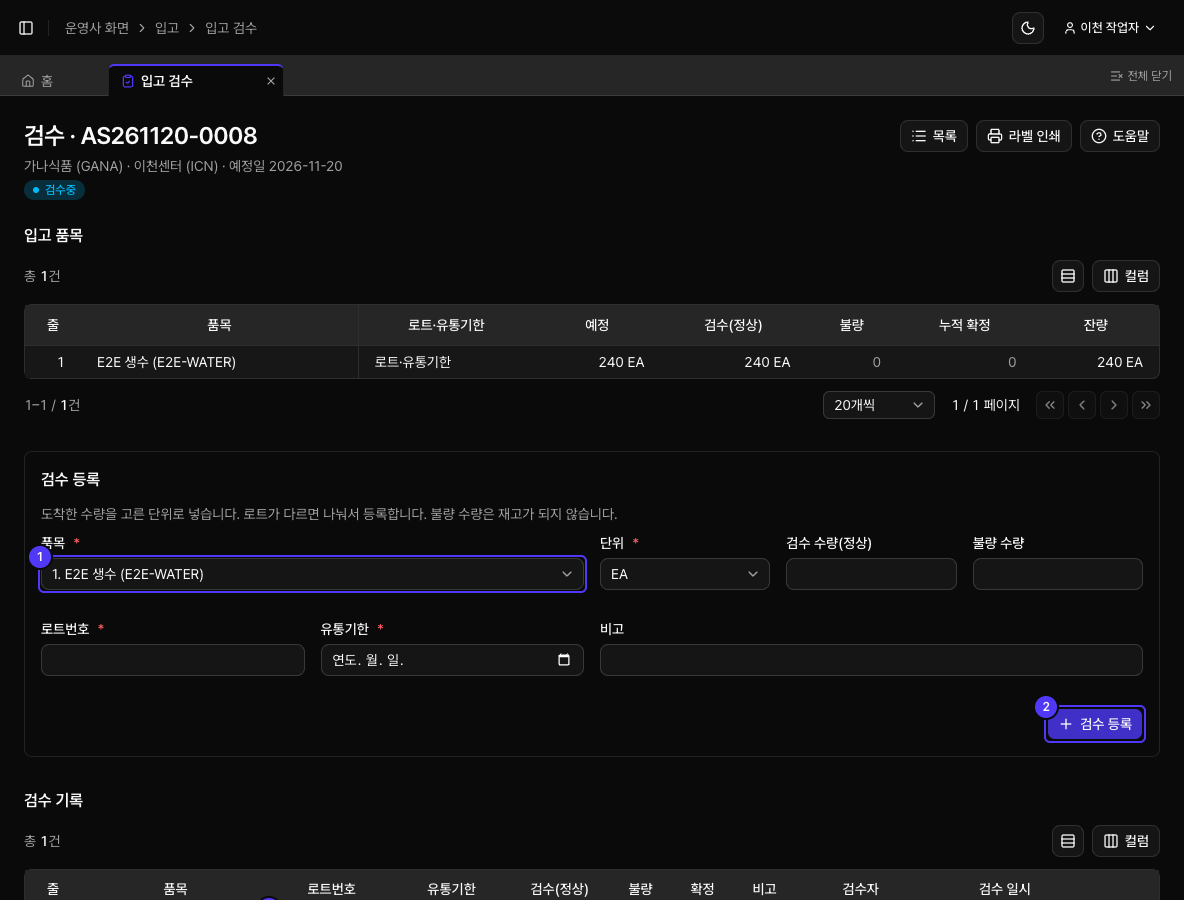 운영사 화면 > 입고 > 입고 검수
이천 작업자
홈
입고 검수
전체 닫기
검수 · AS261120-0008
목록
라벨 인쇄
도움말
가나식품 (GANA) · 이천센터 (ICN) · 예정일 2026-11-20
검수중
입고 품목
총 1건
컬럼
줄 품목 로트·유통기한 예정 검수(정상) 불량 누적 확정 잔량
1 E2E 생수 (E2E-WATER) 로트·유통기한 240 EA 240 EA 0 0 240 EA
1–1 / 1건
20개씩
1 / 1 페이지
검수 등록
도착한 수량을 고른 단위로 넣습니다. 로트가 다르면 나눠서 등록합니다. 불량 수량은 재고가 되지 않습니다.
품목 * 단위 * 검수 수량(정상) 불량 수량
1
1. E2E 생수 (E2E-WATER) EA
로트번호 * 유통기한 * 비고
연도. 월. 일.
2
+ 검수 등록
검수 기록
총 1건
컬럼
줄 품목 로트번호 유통기한 검수(정상) 불량 확정 비고 검수자 검수 일시